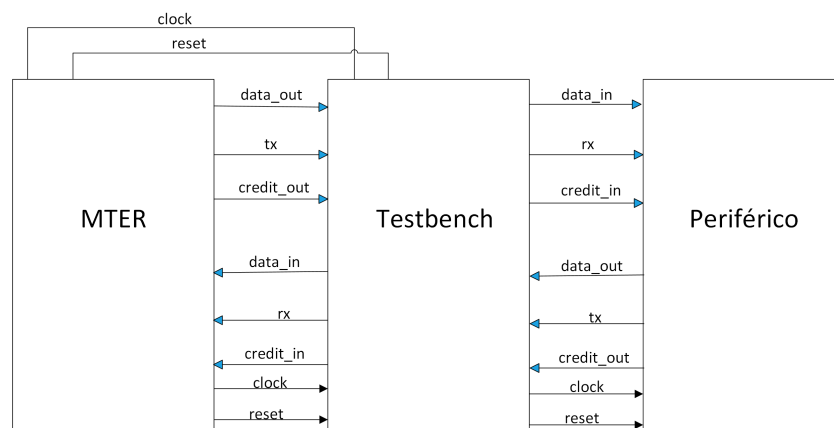 clock
reset
data_out
data_in
tx
rx
credit_out
credit_in
MTER
Testbench
Periférico
data_in
data_out
rx
tx
credit_in
credit_out
clock
clock
reset
reset